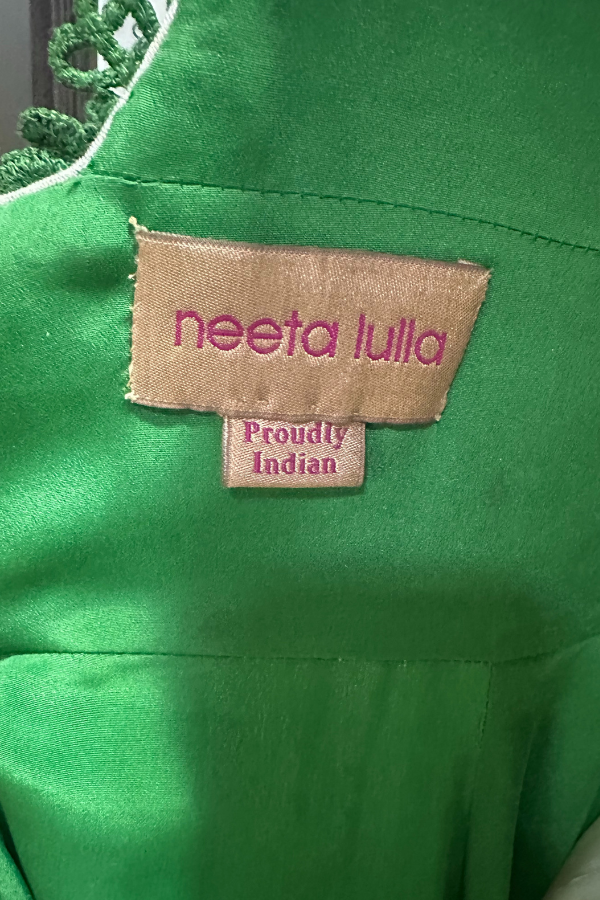 neeta lulla
Proudly
Indian